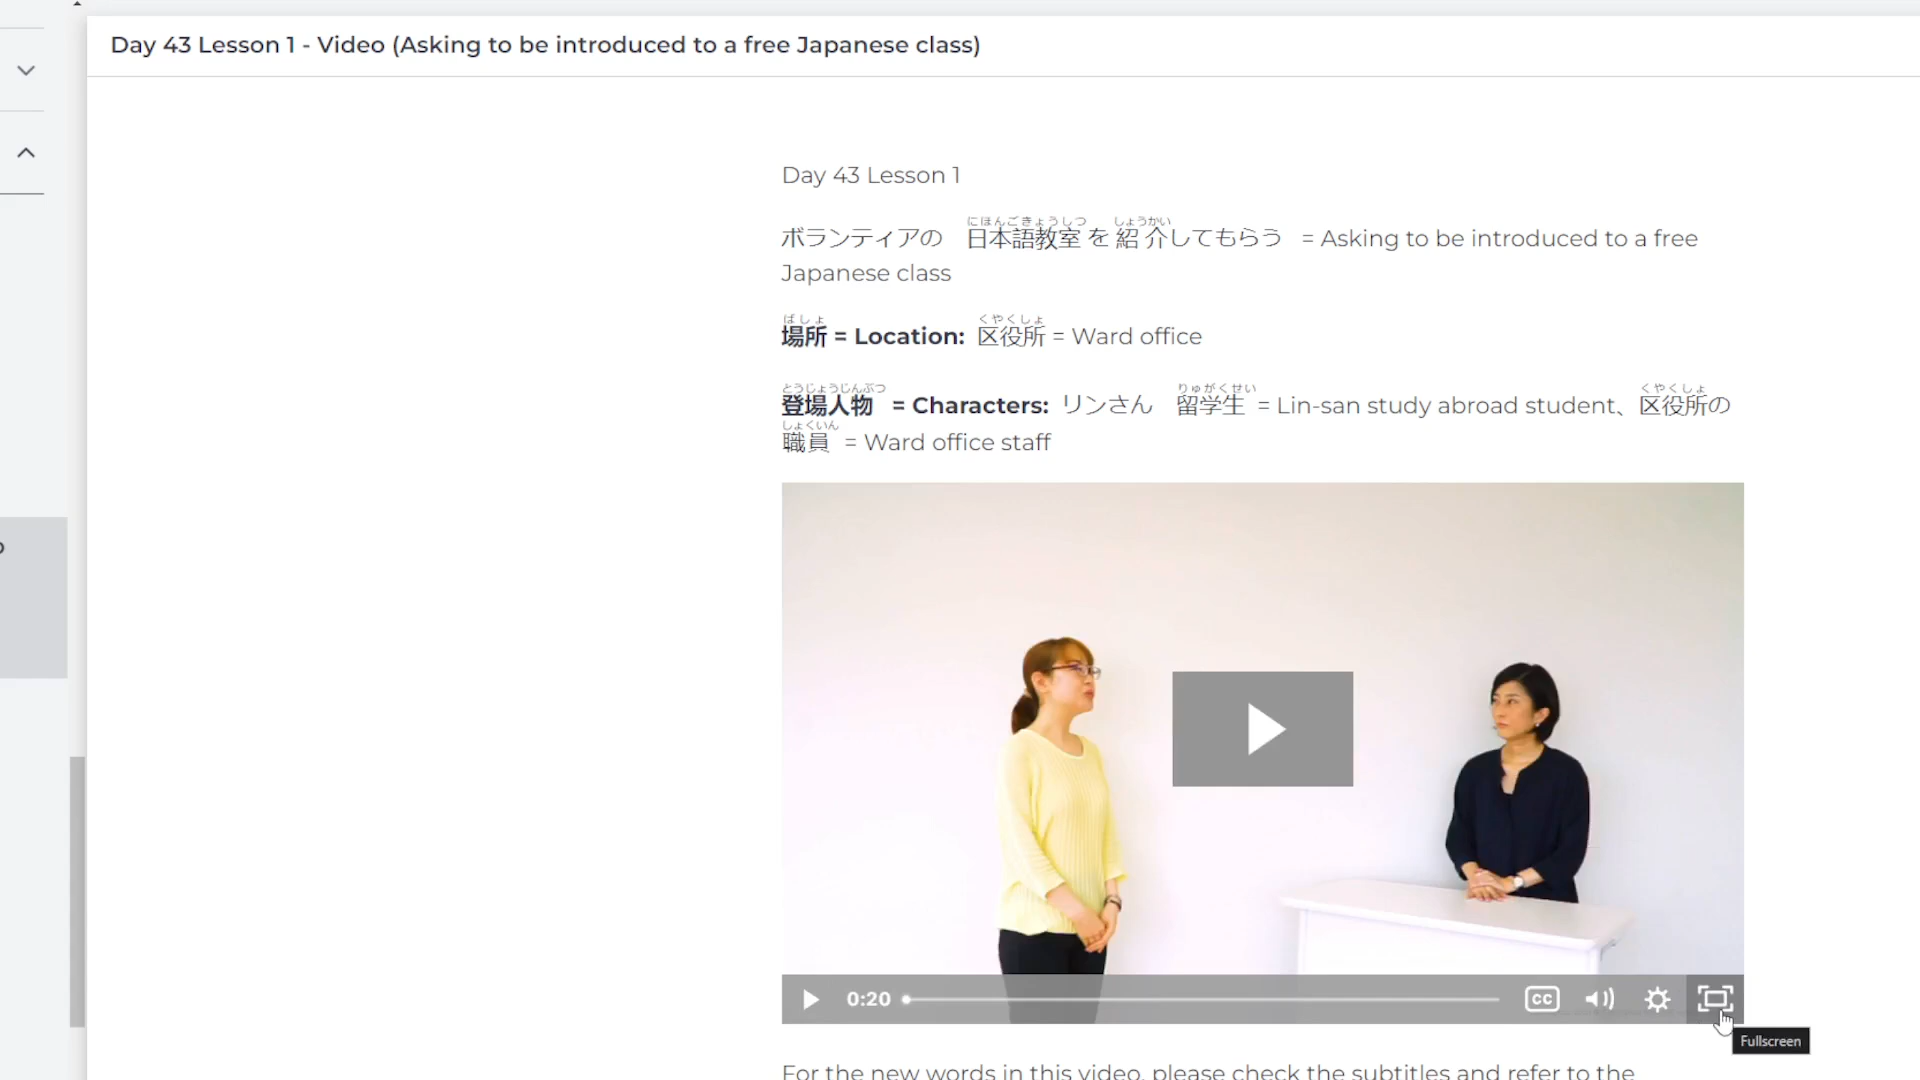 Day 43 Lesson 1 - Video (Asking to be introduced to a free Japanese class)
Day 43 Lesson 1
にほんごきょうしつ しょうかい
ボランティアの 日本語教室 を 紹介してもらう = Asking to be introduced to a free
Japanese class
ばしょ くやくしょ
場所 = Location: 区役所 = Ward office
とうじょうじんぶつ りゅがくせい くやくしょ
登場人物 = Characters: リンさん 留学生 = Lin-san study abroad student、区役所の
しょくいん
職員 = Ward office staff
0:20
CC
Fullscreen
For the new words in this video, please check the subtitles and refer to the